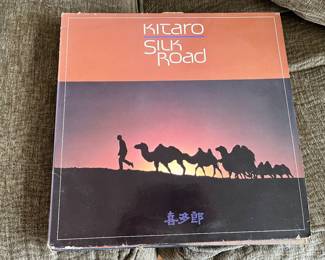 Kitaro
Silk
Road
喜多郎